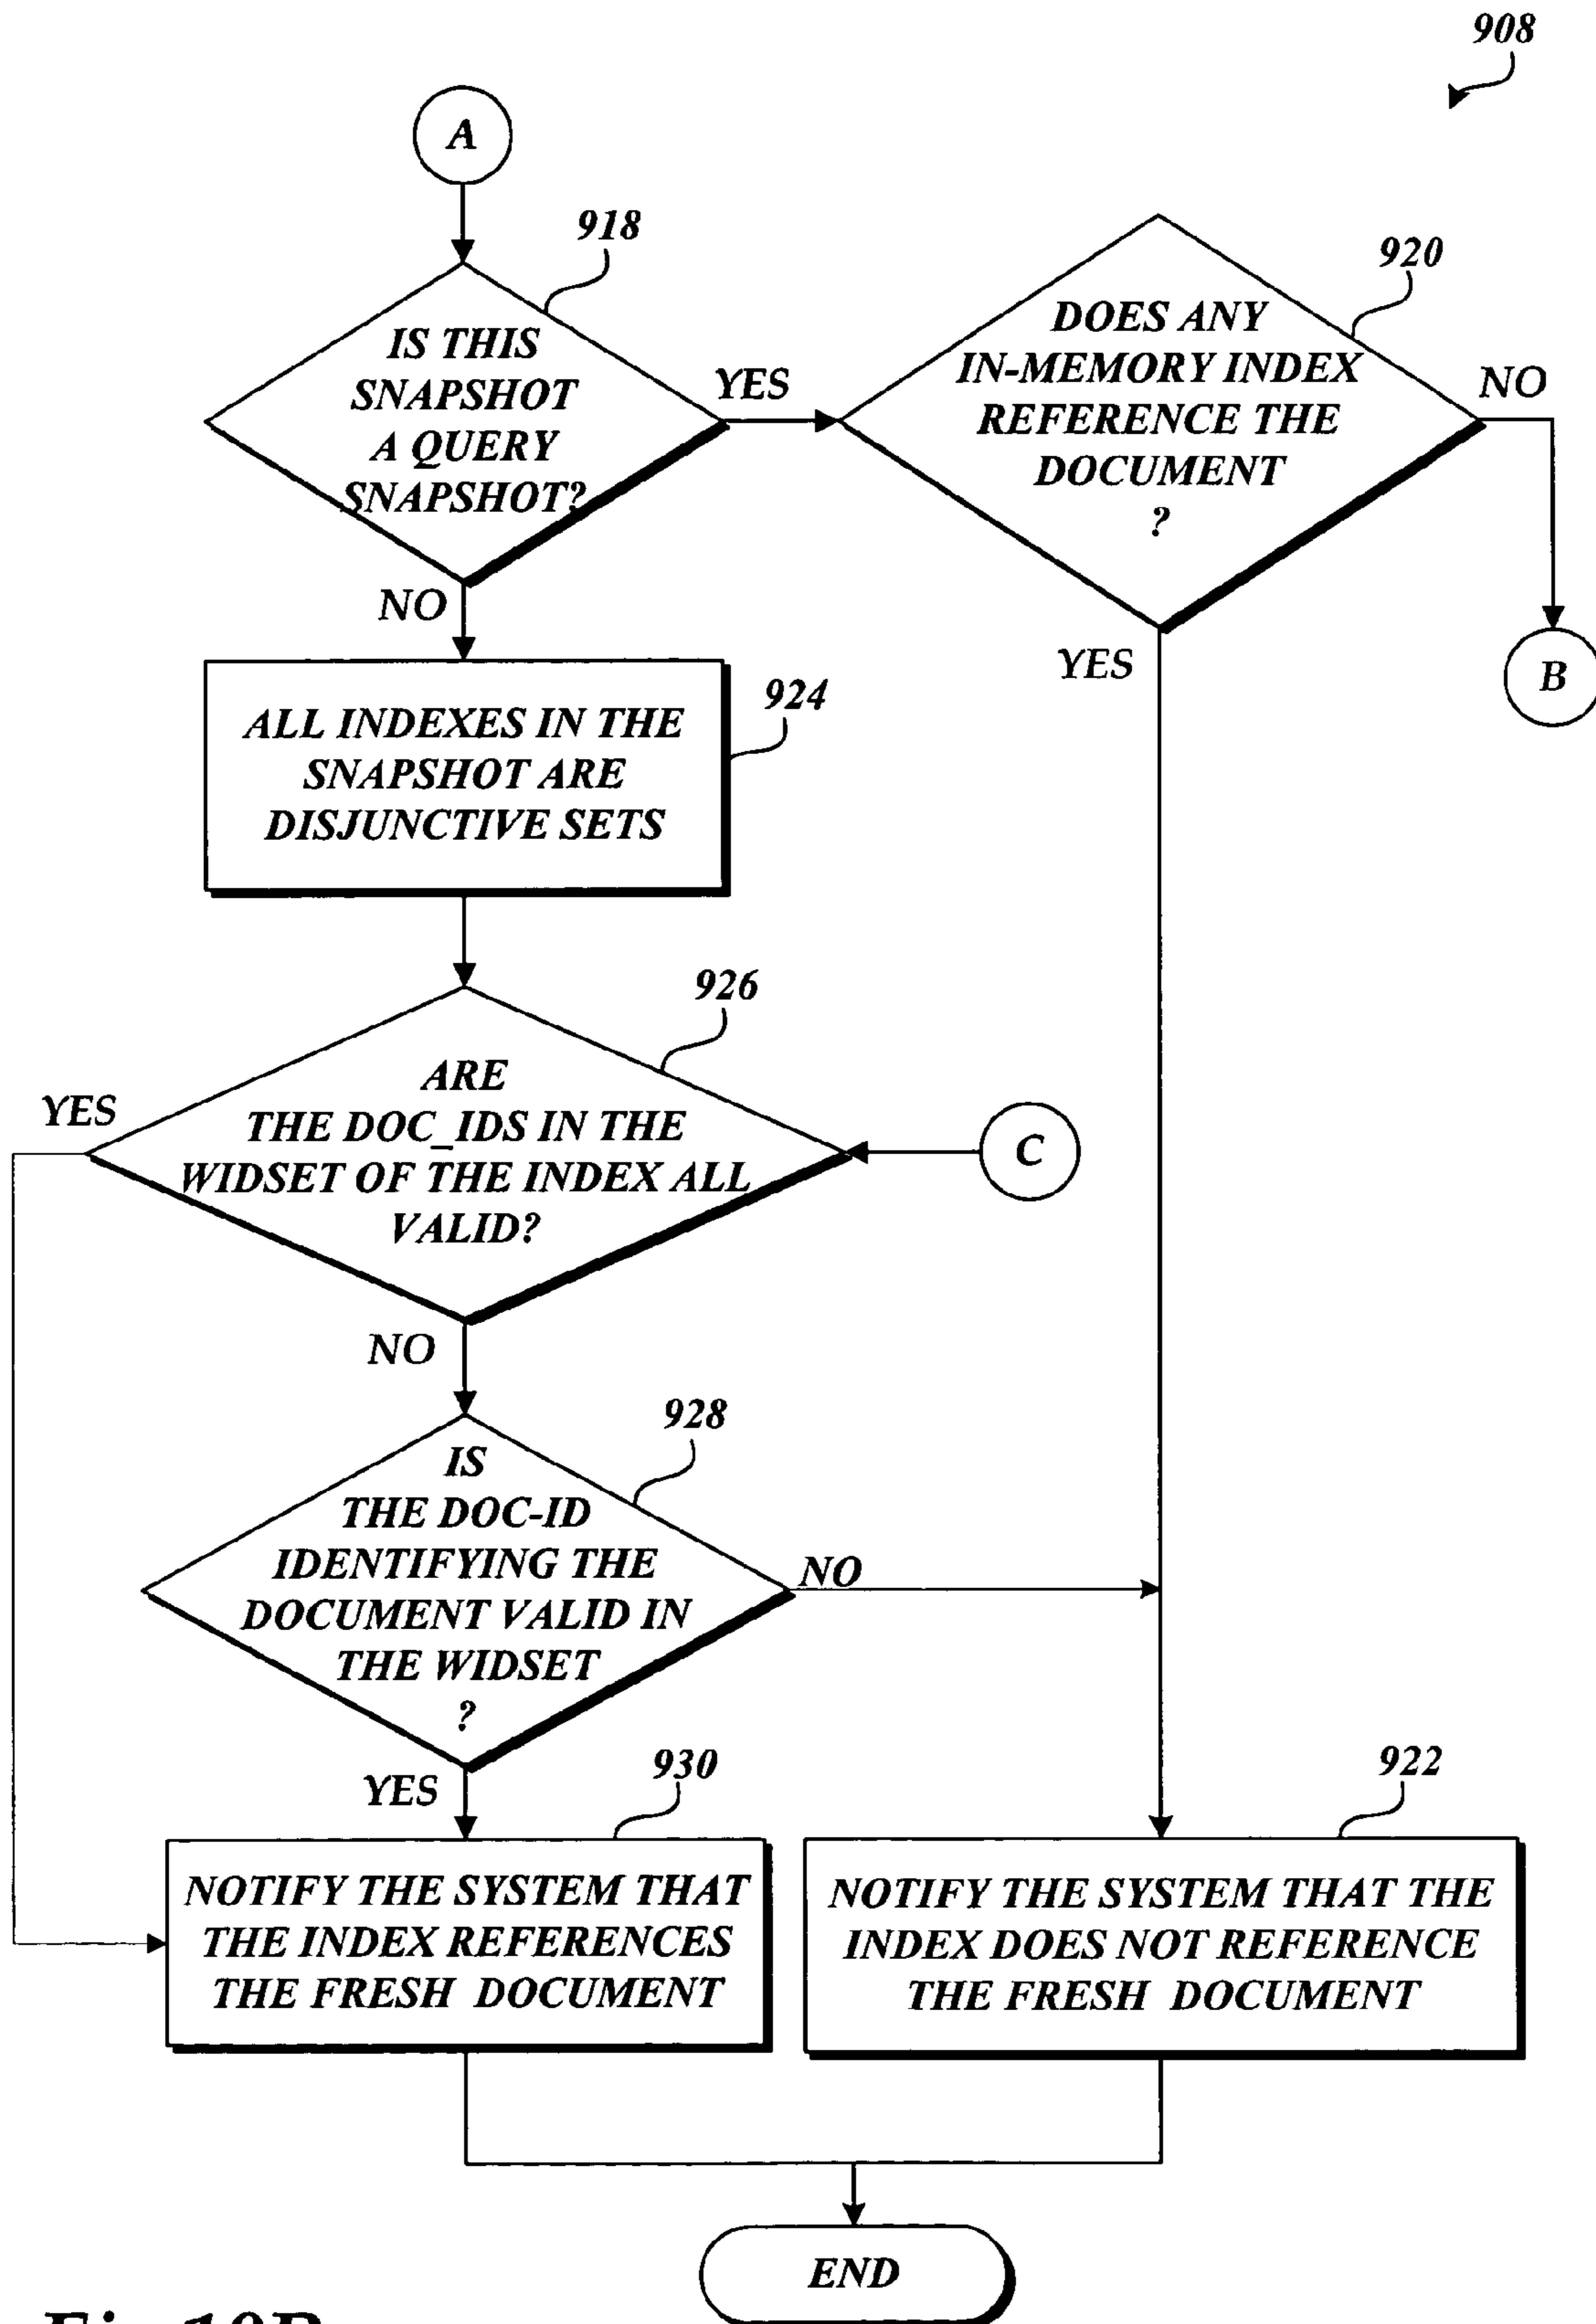 908
A
918
IS THIS
SNAPSHOT
A QUERY
SNAPSHOT?
YES
920
DOES ANY
IN-MEMORY INDEX
REFERENCE THE
DOCUMENT
?
NO
B
NO
YES
924
ALL INDEXES IN THE
SNAPSHOT ARE
DISJUNCTIVE SETS
926
ARE
THE DOC_IDS IN THE
WIDSET OF THE INDEX ALL
VALID?
YES
C
NO
928
IS
THE DOC-ID
IDENTIFYING THE
DOCUMENT VALID IN
THE WIDSET
?
NO
YES
930
NOTIFY THE SYSTEM THAT
THE INDEX REFERENCES
THE FRESH DOCUMENT
922
NOTIFY THE SYSTEM THAT THE
INDEX DOES NOT REFERENCE
THE FRESH DOCUMENT
END